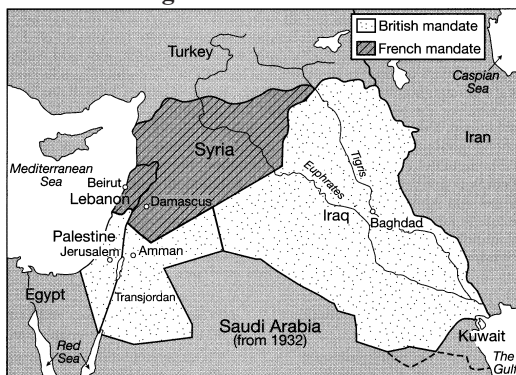 British mandate
French mandate
Turkey
Caspian
Sea
Syria
Iran
Mediterranean
Sea
Beirut
Lebanon
Damascus
Euphrates
Tigris
Iraq
Baghdad
Palestine
Jerusalem
Amman
Egypt
Transjordan
Saudi Arabia
(from 1932)
Kuwait
Red
Sea
The
Gulf